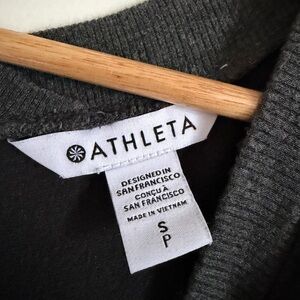 ATHLETA
DESIGNED IN
SAN FRANCISCO
CONÇU À
SAN FRANCISCO
MADE IN VIETNAM
S
P